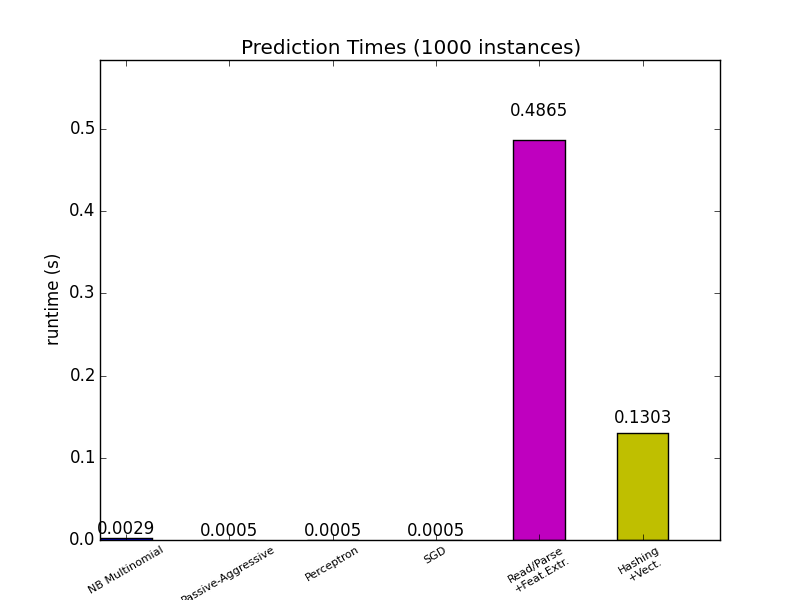 Prediction Times (1000 instances)
runtime (s)
0.5
0.4
0.3
0.2
0.1
0.0
0.0029
0.0005
0.0005
0.0005
0.4865
0.1303
NB Multinomial
Passive-Aggressive
Perceptron
SGD
Read/Parse
+Feat.Extr.
Hashing
+Vect.